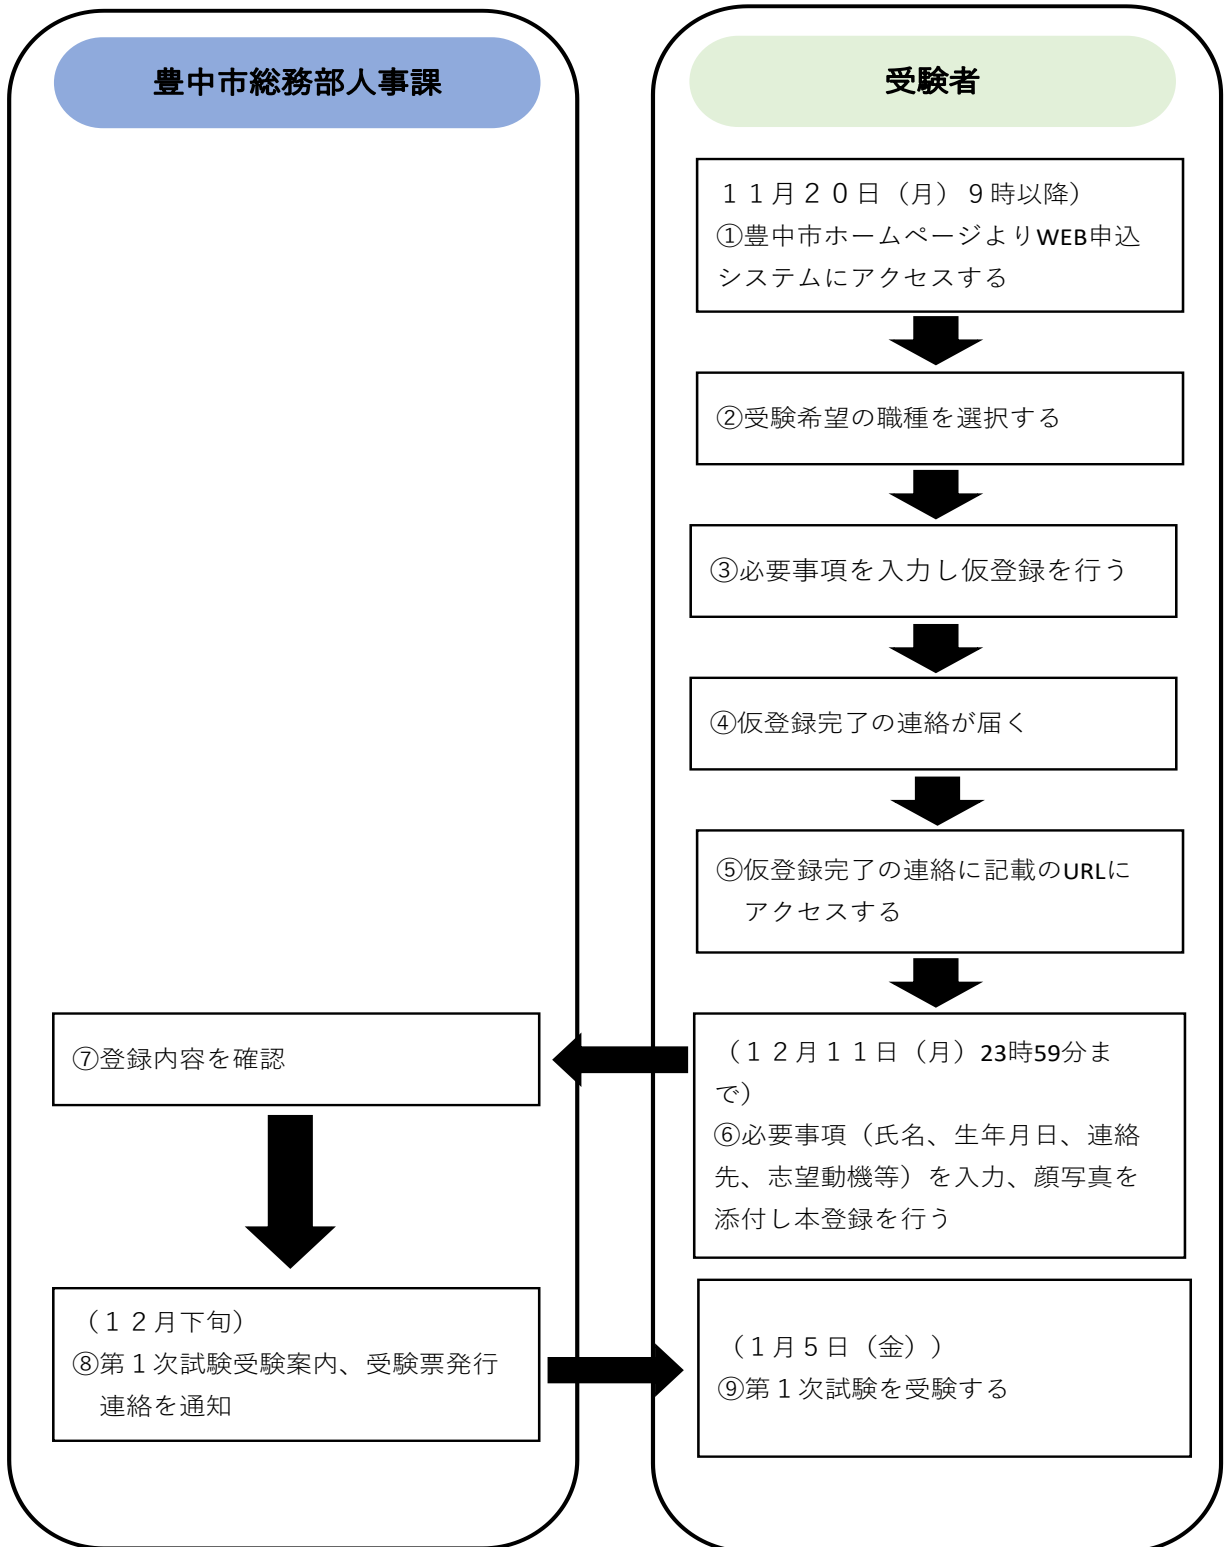 豊中市総務部人事課
受験者
１１月２０日（月）９時以降）
①豊中市ホームページよりWEB申込
システムにアクセスする
②受験希望の職種を選択する
③必要事項を入力し仮登録を行う
④仮登録完了の連絡が届く
⑤仮登録完了の連絡に記載のURLに
アクセスする
（１２月１１日（月）23時59分ま
で）
⑥必要事項（氏名、生年月日、連絡
先、志望動機等）を入力、顔写真を
添付し本登録を行う
⑦登録内容を確認
（１２月下旬）
⑧第１次試験受験案内、受験票発行
連絡を通知
（１月５日（金））
⑨第１次試験を受験する